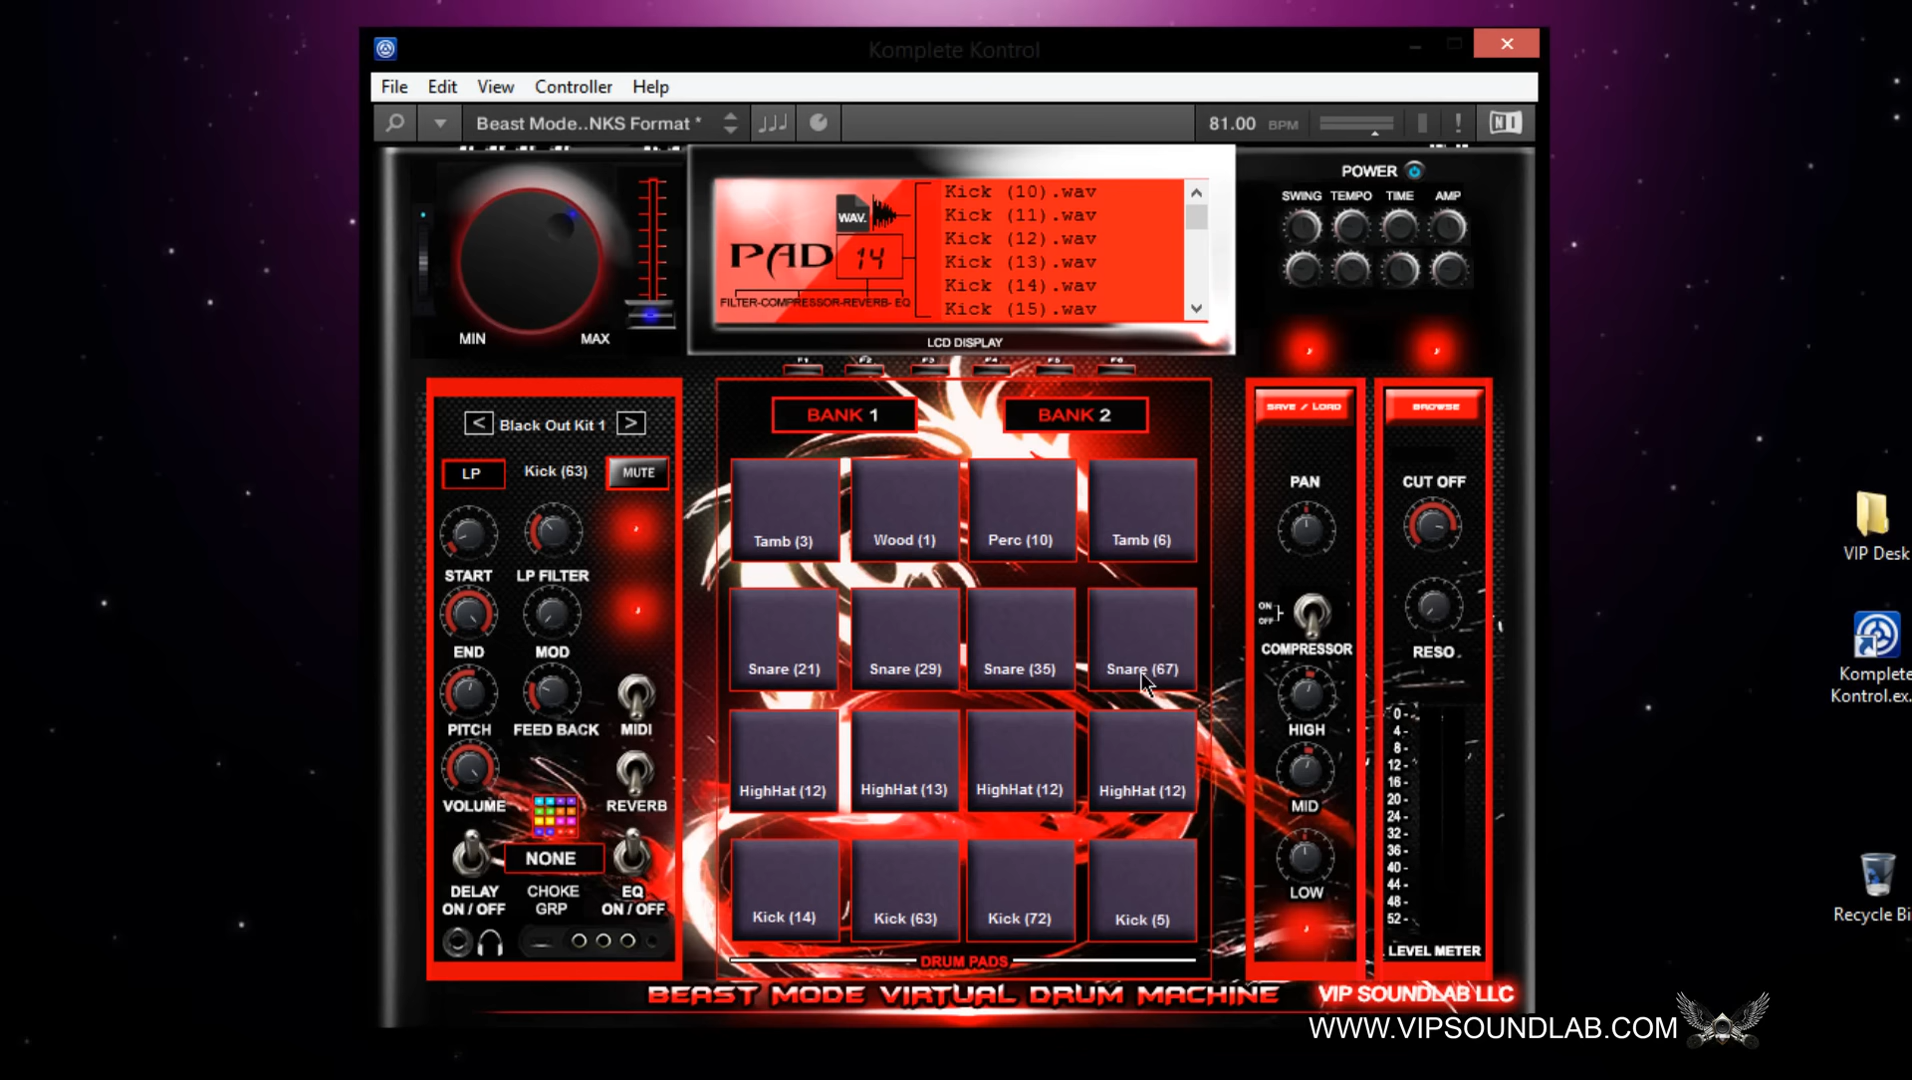 Komplete Kontrol
File Edit View Controller Help
Beast Mode..NKS Format * 81.00 BPM ! NI
WAV.
PAD 14
FILTER-COMPRESSOR-REVERB- EQ
Kick (10).wav
Kick (11).wav
Kick (12).wav
Kick (13).wav
Kick (14).wav
Kick (15).wav
LCD DISPLAY
MIN MAX
POWER
SWING TEMPO TIME AMP
F1 F2 F3 F4 F5 F6
< Black Out Kit 1 >
LP Kick (63) MUTE
START LP FILTER
END MOD
PITCH FEED BACK MIDI
VOLUME REVERB
NONE
DELAY ON / OFF
CHOKE GRP
EQ ON / OFF
BANK 1 BANK 2
Tamb (3) Wood (1) Perc (10) Tamb (6)
Snare (21) Snare (29) Snare (35) Snare (67)
HighHat (12) HighHat (13) HighHat (12) HighHat (12)
Kick (14) Kick (63) Kick (72) Kick (5)
DRUM PADS
SAVE / LOAD BROWSE
PAN CUT OFF
ON
OFF
COMPRESSOR RESO
HIGH
MID
LOW
0-
4-
8-
12-
16-
20-
24-
32-
36-
40-
44-
48-
52-
LEVEL METER
BEAST MODE VIRTUAL DRUM MACHINE VIP SOUNDLAB LLC
WWW.VIPSOUNDLAB.COM
VIP Desk
Komplete
Kontrol.ex..
Recycle Bi